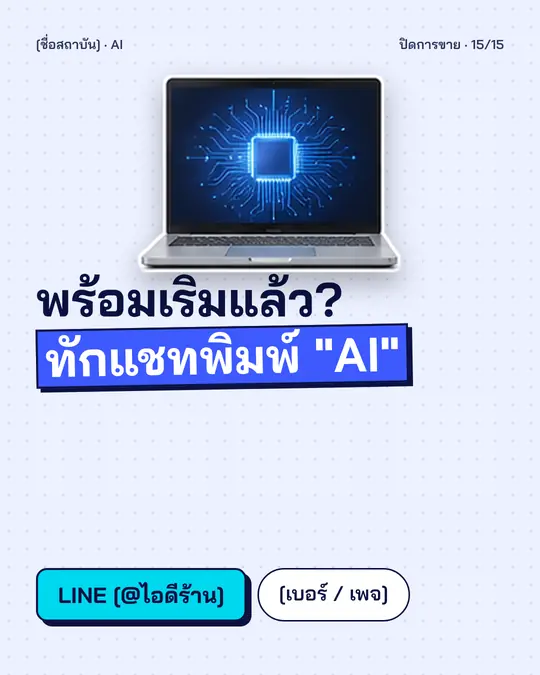 (ชื่อสถาบัน) · AI
ปิดการขาย · 15/15
พร้อมเริ่มแล้ว?
ทักแชทพิมพ์ "AI"
LINE (@ไอดีร้าน)
(เบอร์ / เพจ)